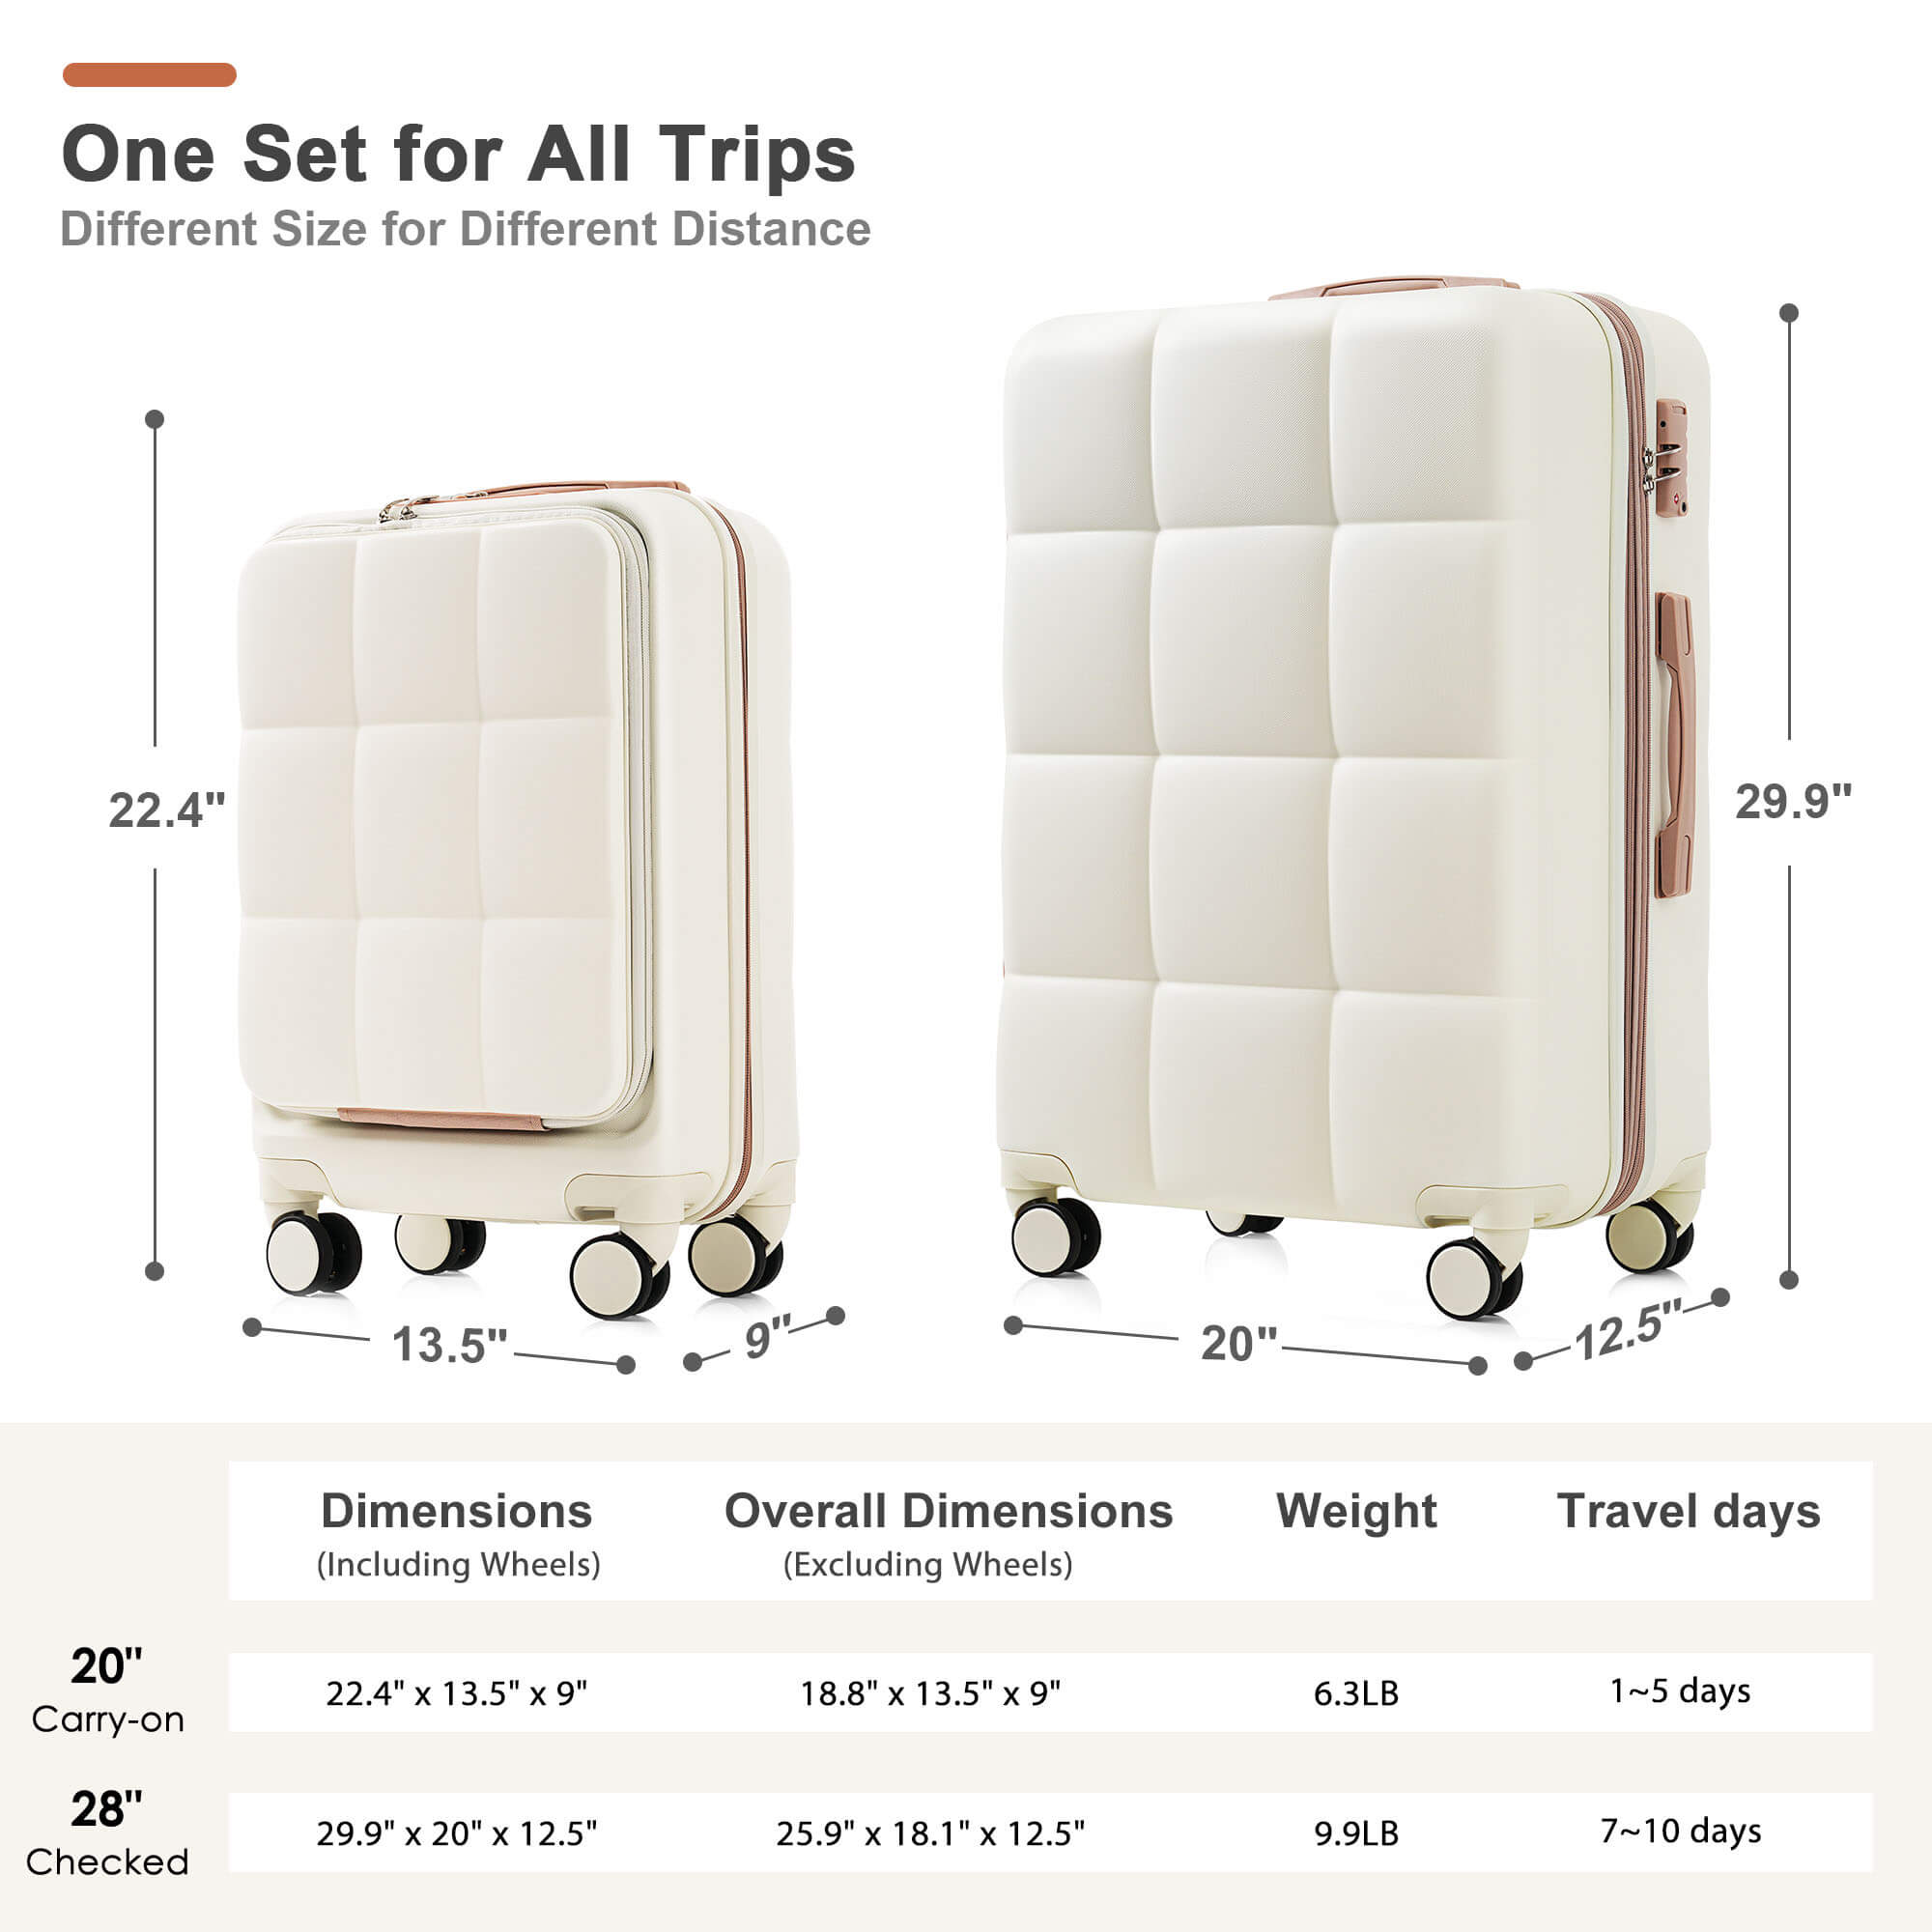 One Set for All Trips
Different Size for Different Distance
22.4"
29.9"
13.5"
9"
20"
12.5"
Dimensions
(Including Wheels)
Overall Dimensions
(Excluding Wheels)
Weight
Travel days
20"
Carry-on
22.4" x 13.5" x 9"
18.8" x 13.5" x 9"
6.3LB
1~5 days
28"
Checked
29.9" x 20" x 12.5"
25.9" x 18.1" x 12.5"
9.9LB
7~10 days